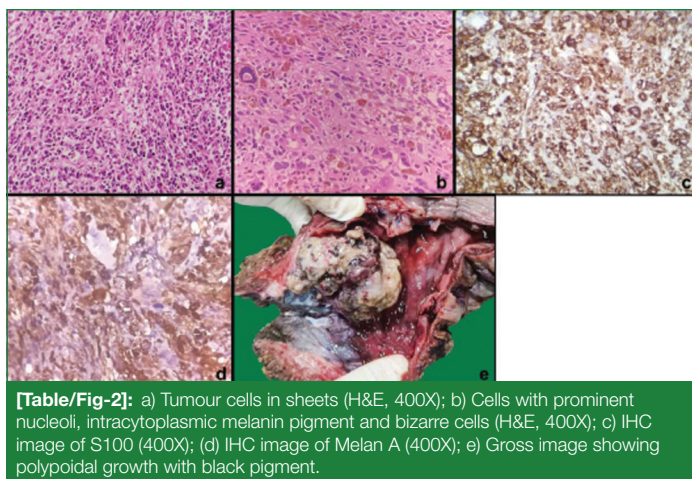 a
b
c
d
e
[Table/Fig-2]: a) Tumour cells in sheets (H&E, 400X); b) Cells with prominent
nucleoli, intracytoplasmic melanin pigment and bizarre cells (H&E, 400X); c) IHC
image of S100 (400X); (d) IHC image of Melan A (400X); e) Gross image showing
polypoidal growth with black pigment.